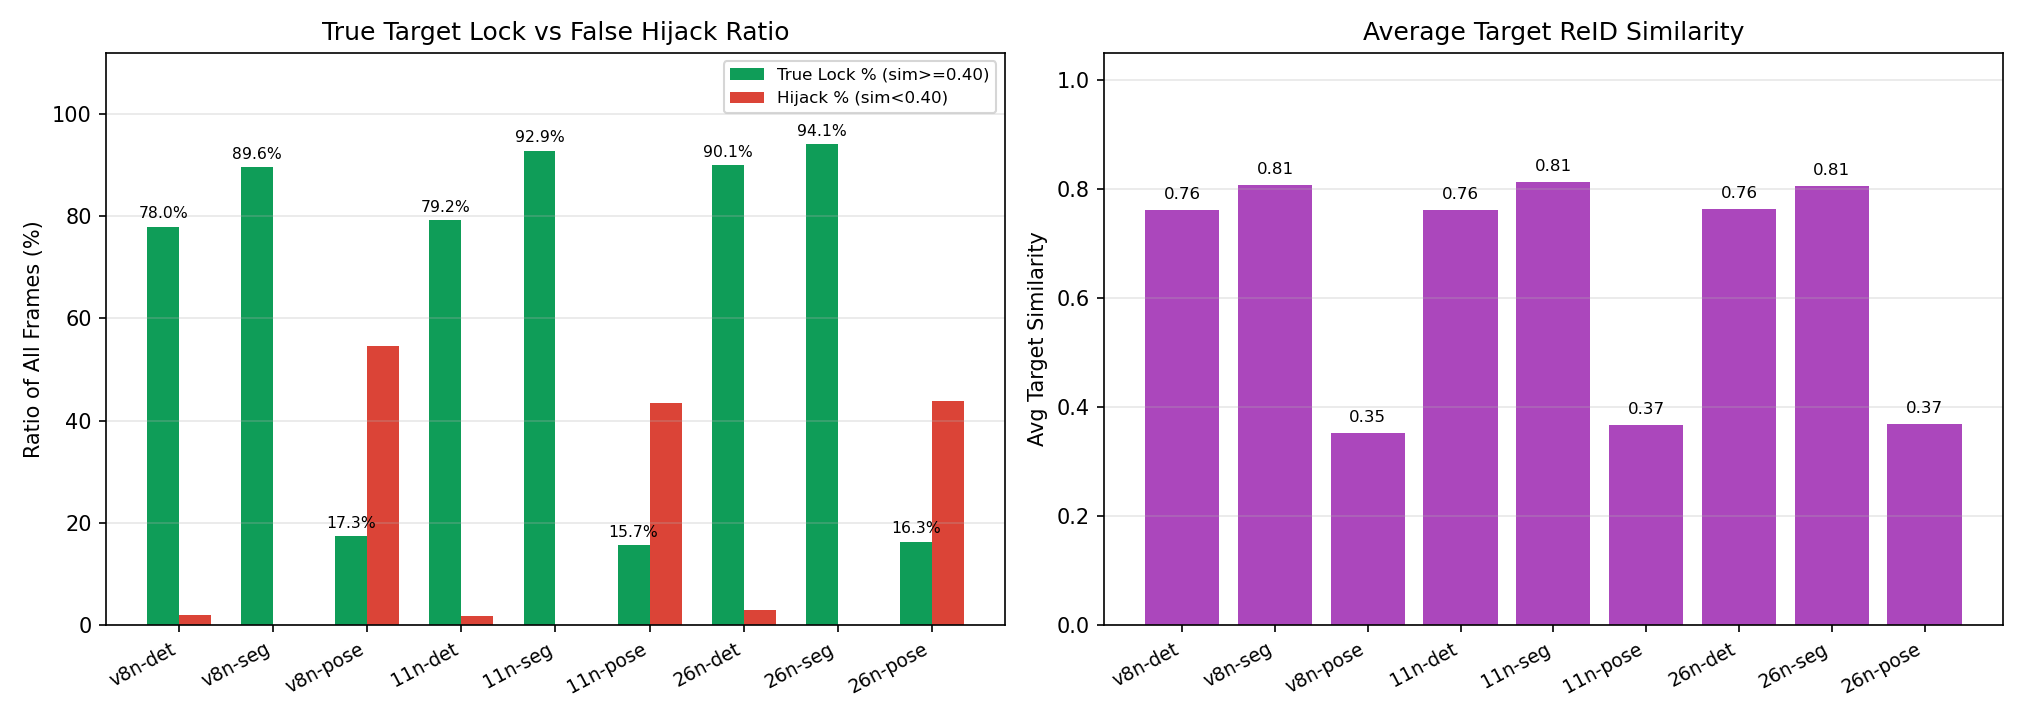 True Target Lock vs False Hijack Ratio
Ratio of All Frames (%)
100
80
60
40
20
0
True Lock % (sim>=0.40)
Hijack % (sim<0.40)
78.0%
89.6%
17.3%
79.2%
92.9%
15.7%
90.1%
94.1%
16.3%
v8n-det
v8n-seg
v8n-pose
11n-det
11n-seg
11n-pose
26n-det
26n-seg
26n-pose
Average Target ReID Similarity
Avg Target Similarity
1.0
0.8
0.6
0.4
0.2
0.0
0.76
0.81
0.35
0.76
0.81
0.37
0.76
0.81
0.37
v8n-det
v8n-seg
v8n-pose
11n-det
11n-seg
11n-pose
26n-det
26n-seg
26n-pose